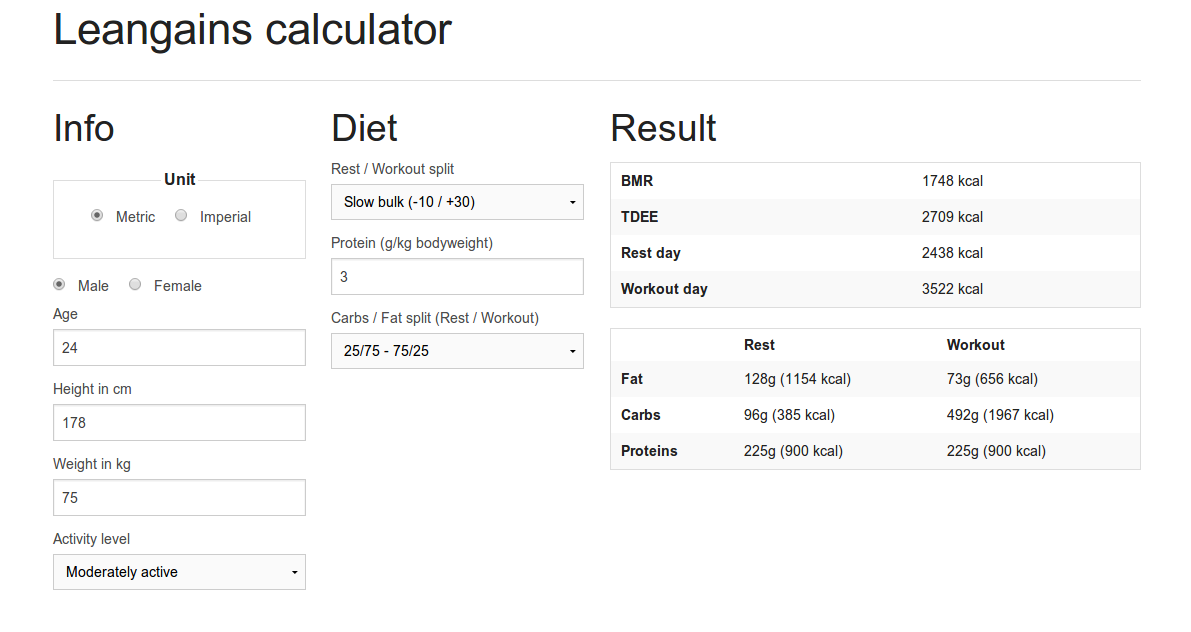 Leangains calculator
Info
Unit
Metric Imperial
Male Female
Age
24
Height in cm
178
Weight in kg
75
Activity level
Moderately active
Diet
Rest / Workout split
Slow bulk (-10 / +30)
Protein (g/kg bodyweight)
3
Carbs / Fat split (Rest / Workout)
25/75 - 75/25
Result
BMR 1748 kcal
TDEE 2709 kcal
Rest day 2438 kcal
Workout day 3522 kcal
Rest Workout
Fat 128g (1154 kcal) 73g (656 kcal)
Carbs 96g (385 kcal) 492g (1967 kcal)
Proteins 225g (900 kcal) 225g (900 kcal)